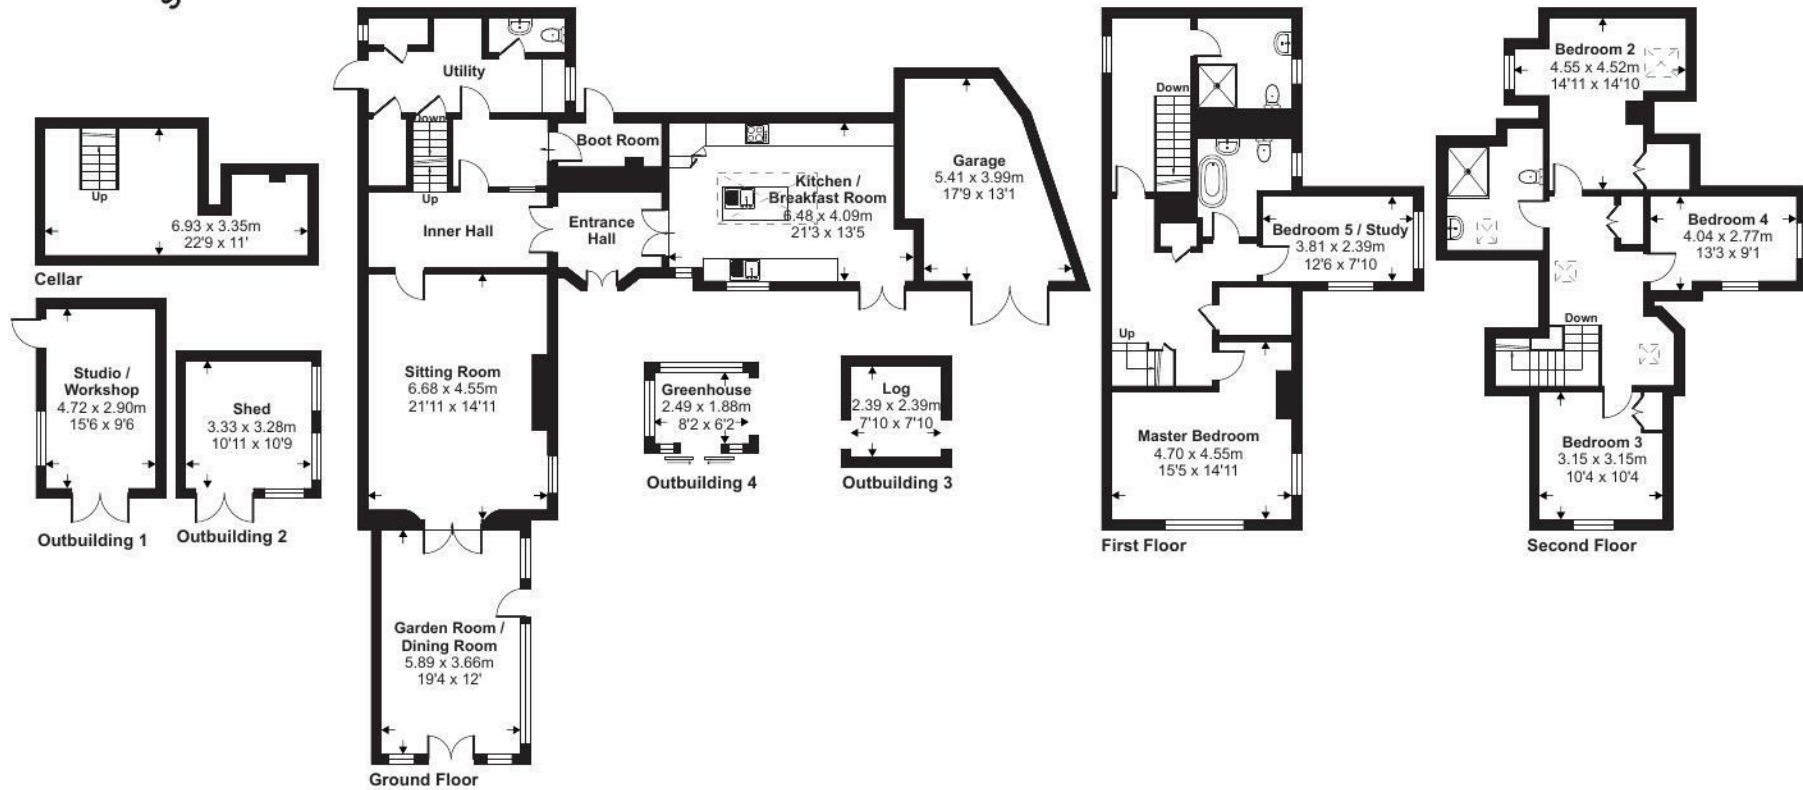 Up
6.93 x 3.35m
22'9 x 11'
Cellar
Studio /
Workshop
4.72 x 2.90m
15'6 x 9'6
Outbuilding 1
Shed
3.33 x 3.28m
10'11 x 10'9
Outbuilding 2
Utility
Down
Up
Boot Room
Inner Hall
Entrance
Hall
Kitchen /
Breakfast Room
6.48 x 4.09m
21'3 x 13'5
Garage
5.41 x 3.99m
17'9 x 13'1
Sitting Room
6.68 x 4.55m
21'11 x 14'11
Garden Room /
Dining Room
5.89 x 3.66m
19'4 x 12'
Ground Floor
Greenhouse
2.49 x 1.88m
8'2 x 6'2
Outbuilding 4
Log
2.39 x 2.39m
7'10 x 7'10
Outbuilding 3
Down
Bedroom 5 / Study
3.81 x 2.39m
12'6 x 7'10
Up
Master Bedroom
4.70 x 4.55m
15'5 x 14'11
First Floor
Bedroom 2
4.55 x 4.52m
14'11 x 14'10
Bedroom 4
4.04 x 2.77m
13'3 x 9'1
Down
Bedroom 3
3.15 x 3.15m
10'4 x 10'4
Second Floor